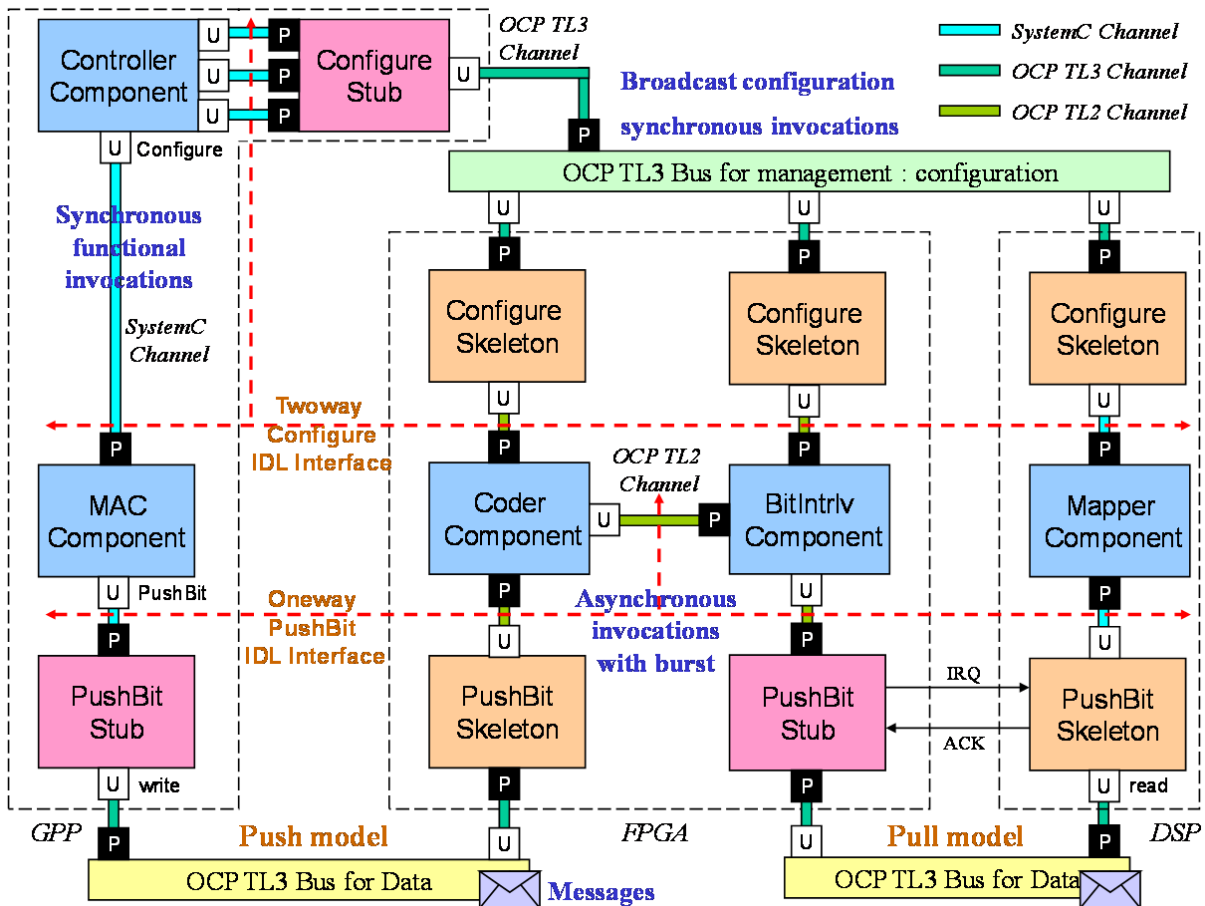 OCP TL3
Channel
SystemC Channel
OCP TL3 Channel
OCP TL2 Channel
Controller
Component
U
U
U
P
P
P
Configure
Stub
U
Broadcast configuration
synchronous invocations
P
U
Configure
OCP TL3 Bus for management : configuration
U
U
U
Synchronous
functional
invocations
P
P
P
Configure
Skeleton
Configure
Skeleton
Configure
Skeleton
SystemC
Channel
U
U
U
Twoway
Configure
IDL Interface
P
P
P
P
OCP TL2
Channel
MAC
Component
Coder
Component
U
P
BitIntrlv
Component
Mapper
Component
U
PushBit
P
U
P
Oneway
PushBit
IDL Interface
Asynchronous
invocations
with burst
P
U
P
U
PushBit
Stub
PushBit
Skeleton
PushBit
Stub
IRQ
ACK
PushBit
Skeleton
U
write
P
P
U
read
GPP
Push model
FPGA
Pull model
DSP
P
U
U
P
OCP TL3 Bus for Data
Messages
OCP TL3 Bus for Data